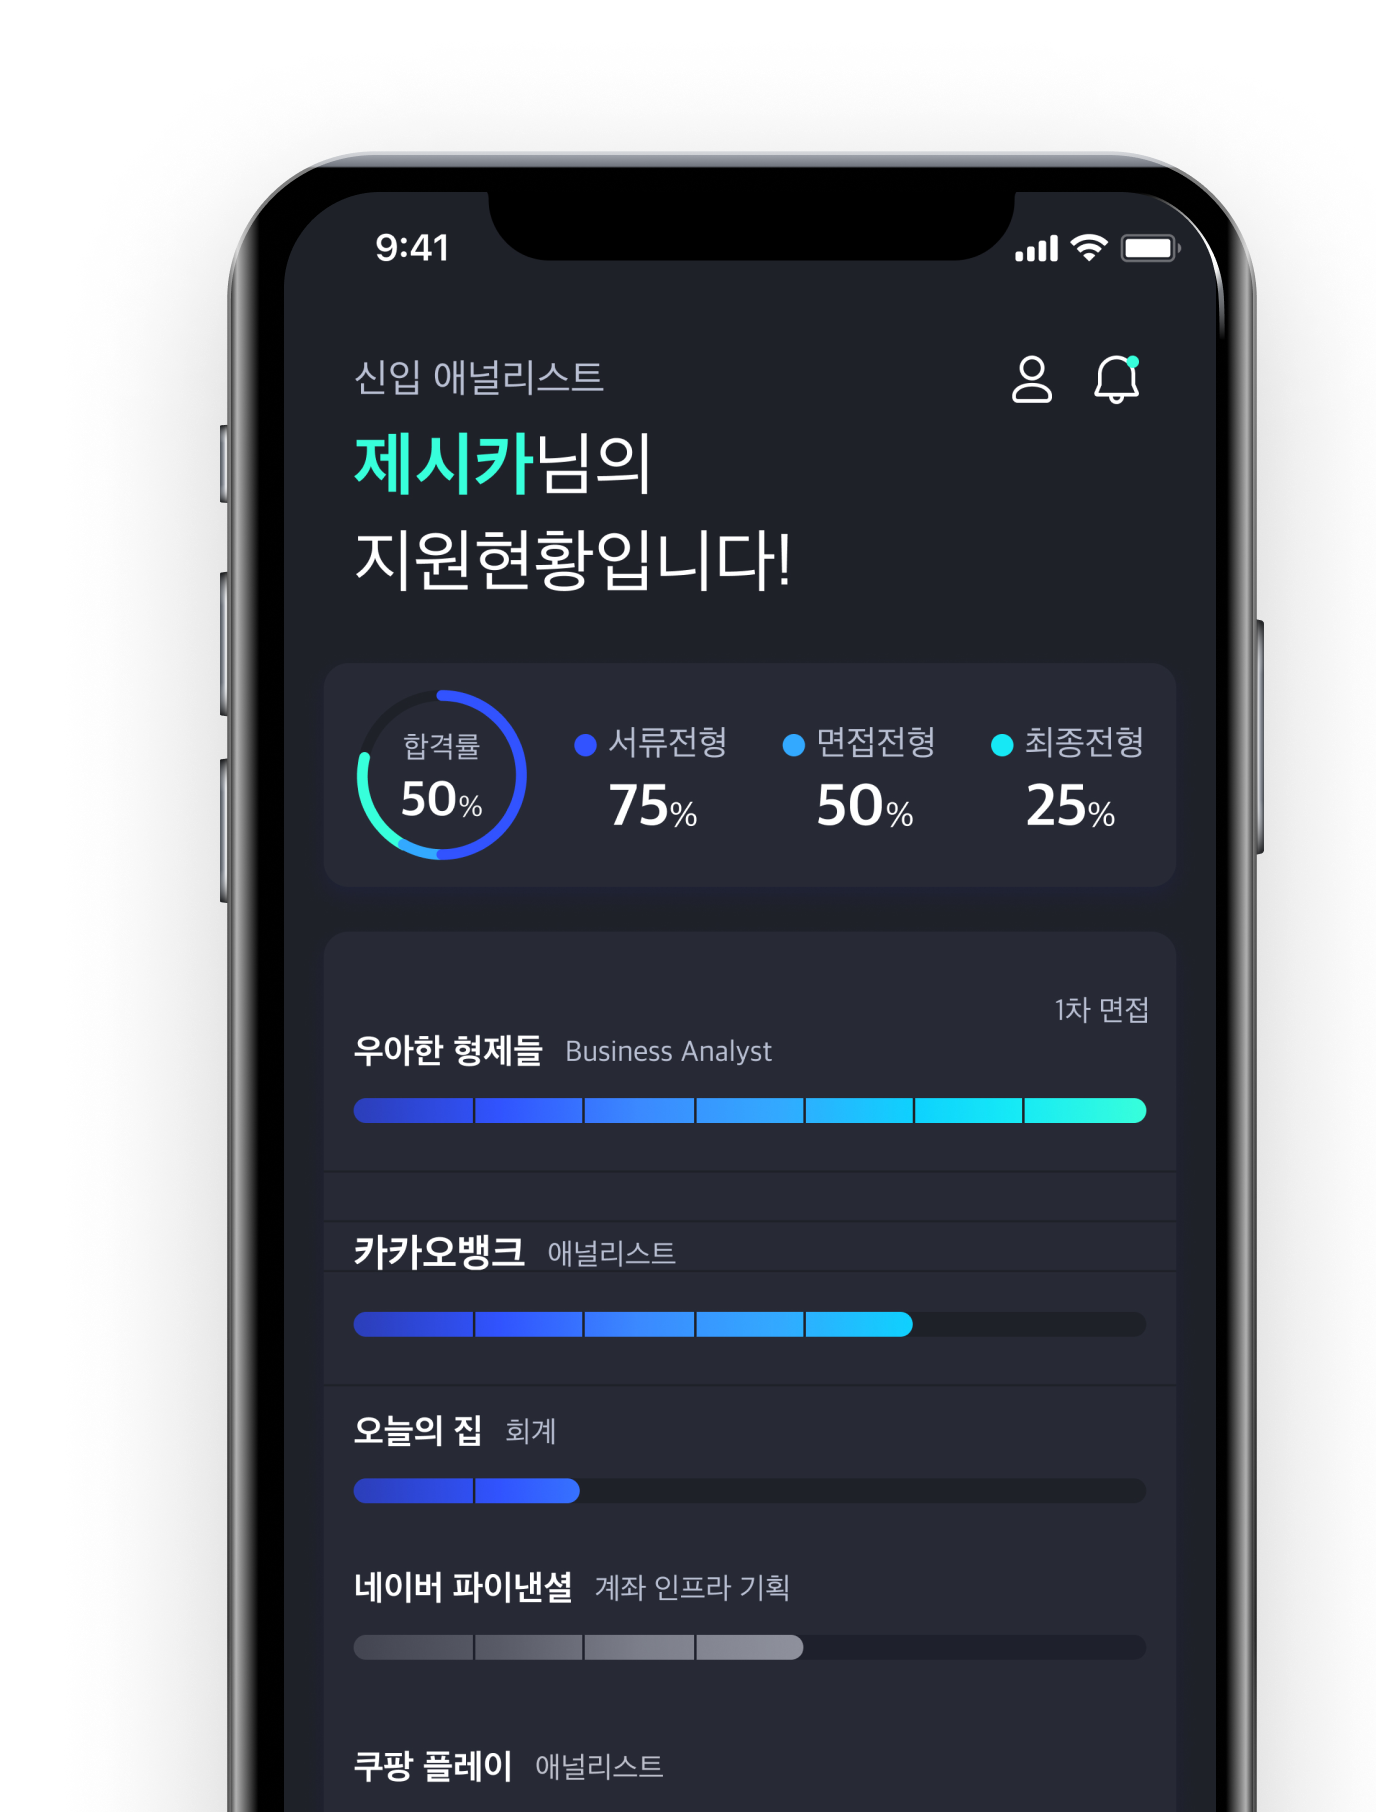 9:41
신입 애널리스트
제시카님의
지원현황입니다!
합격률
50%
서류전형
75%
면접전형
50%
최종전형
25%
1차 면접
우아한 형제들 Business Analyst
카카오뱅크 애널리스트
오늘의 집 회계
네이버 파이낸셜 계좌 인프라 기획
쿠팡 플레이 애널리스트